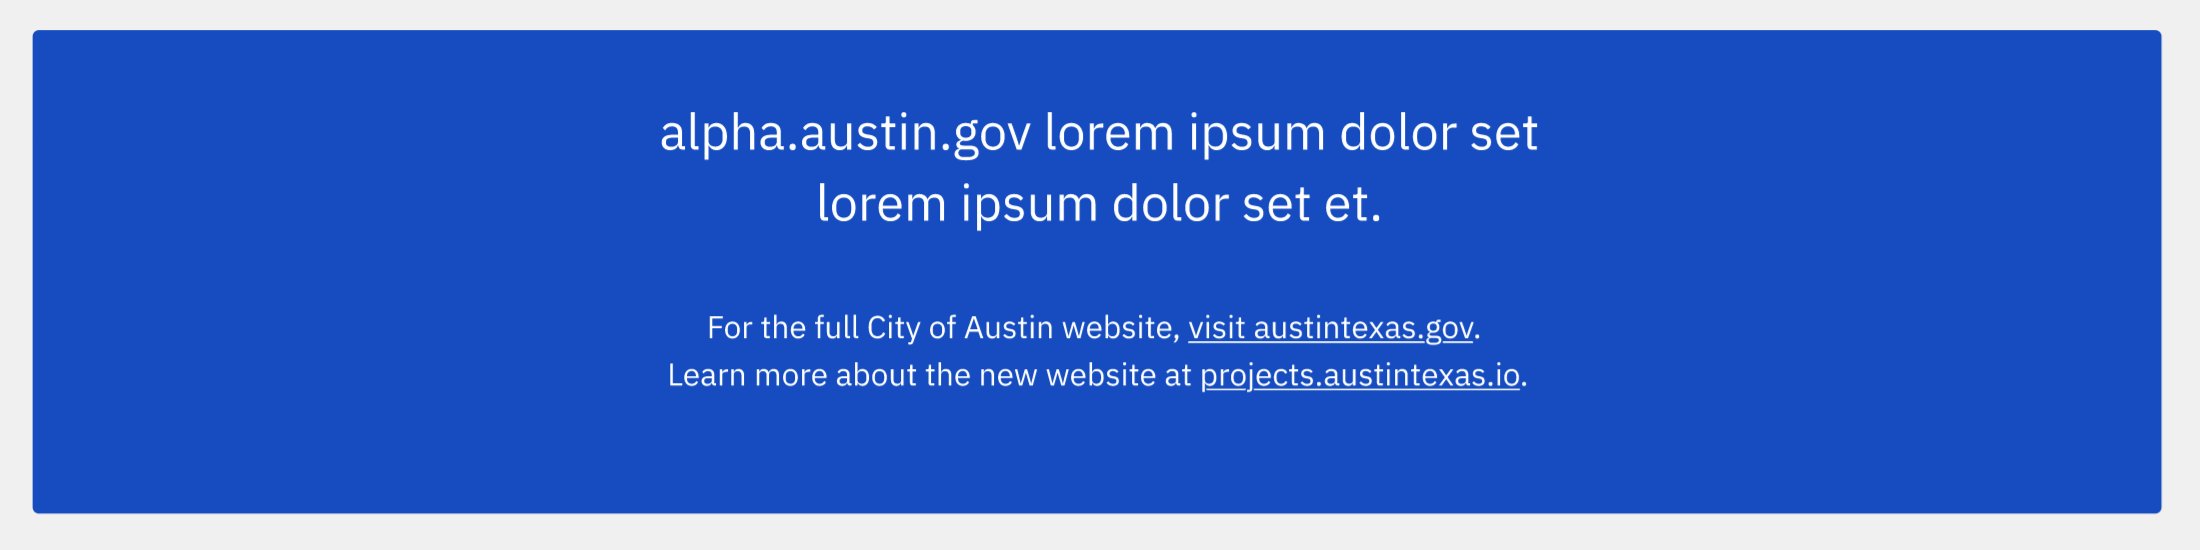 alpha.austin.gov lorem ipsum dolor set
lorem ipsum dolor set et.
For the full City of Austin website, visit austintexas.gov.
Learn more about the new website at projects.austintexas.io.